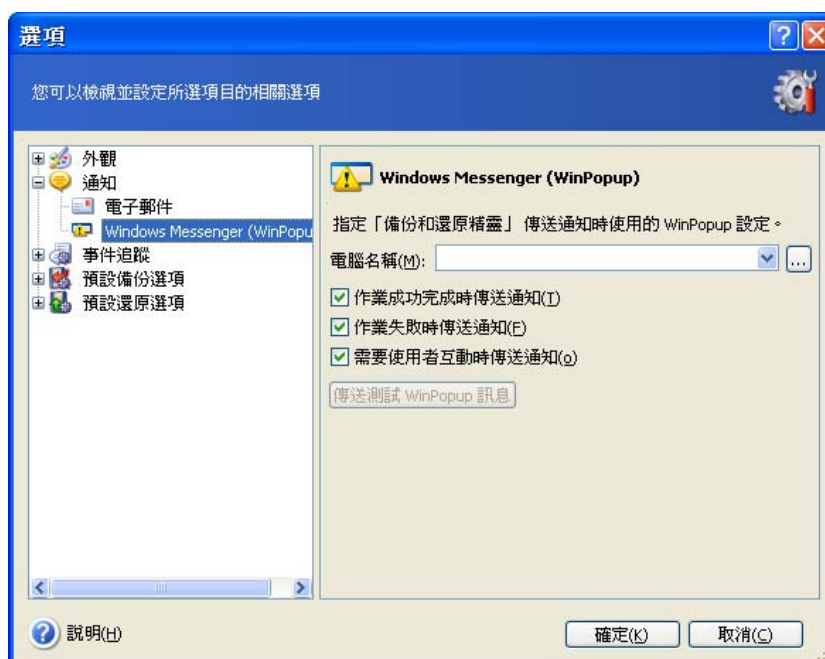 選項
您可以檢視並設定所選項目的相關選項
外觀
通知
電子郵件
Windows Messenger (WinPopu
事件追蹤
預設備份選項
預設還原選項
Windows Messenger (WinPopup)
指定「備份和還原精靈」傳送通知時使用的 WinPopup 設定。
電腦名稱(M):
...
作業成功完成時傳送通知(T)
作業失敗時傳送通知(F)
需要使用者互動時傳送通知(o)
傳送測試 WinPopup 訊息
說明(H)
確定(K)
取消(C)